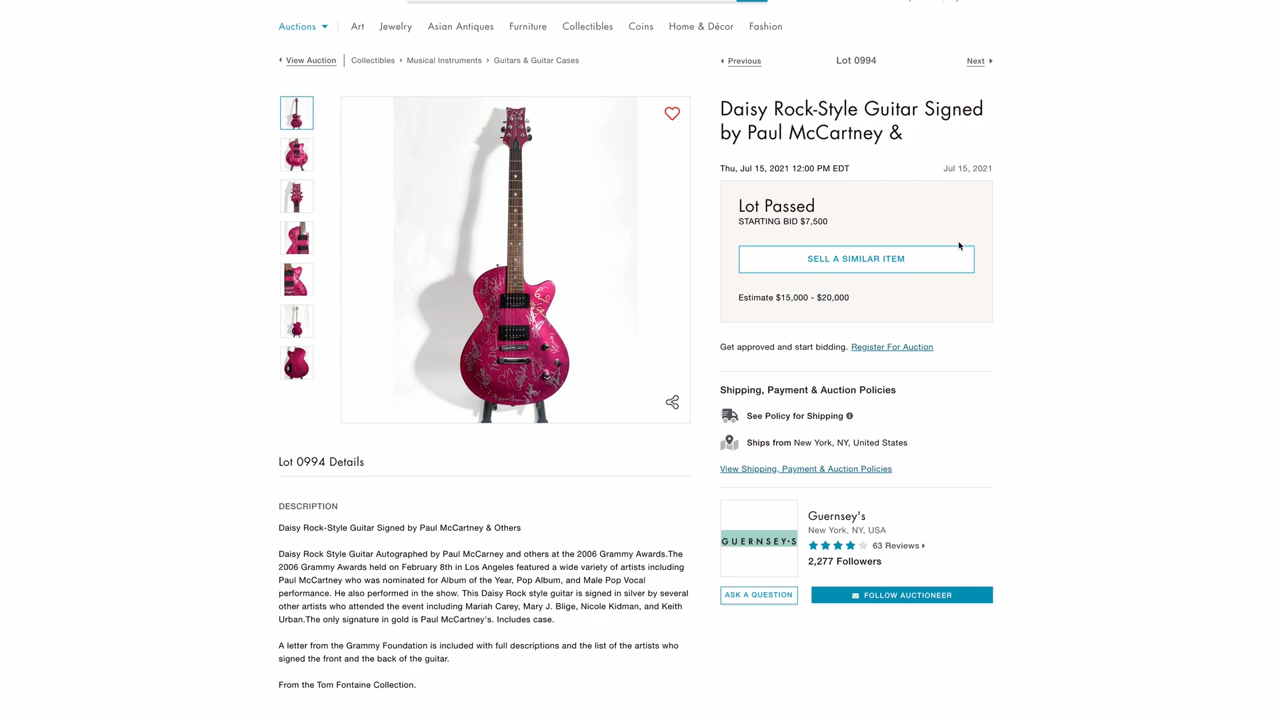 Auctions
Art
Jewelry
Asian Antiques
Furniture
Collectibles
Coins
Home & Décor
Fashion
View Auction
Collectibles › Musical Instruments › Guitars & Guitar Cases
Previous
Lot 0994
Next
Daisy Rock-Style Guitar Signed
by Paul McCartney &
Thu, Jul 15, 2021 12:00 PM EDT
Jul 15, 2021
Lot Passed
STARTING BID $7,500
SELL A SIMILAR ITEM
Estimate $15,000 - $20,000
Get approved and start bidding. Register For Auction
Shipping, Payment & Auction Policies
See Policy for Shipping
Ships from New York, NY, United States
View Shipping, Payment & Auction Policies
GUERNSEY'S
Guernsey's
New York, NY, USA
63 Reviews
2,277 Followers
ASK A QUESTION
FOLLOW AUCTIONEER
Lot 0994 Details
DESCRIPTION
Daisy Rock-Style Guitar Signed by Paul McCartney & Others
Daisy Rock Style Guitar Autographed by Paul McCarney and others at the 2006 Grammy Awards.The
2006 Grammy Awards held on February 8th in Los Angeles featured a wide variety of artists including
Paul McCartney who was nominated for Album of the Year, Pop Album, and Male Pop Vocal
performance. He also performed in the show. This Daisy Rock style guitar is signed in silver by several
other artists who attended the event including Mariah Carey, Mary J. Blige, Nicole Kidman, and Keith
Urban.The only signature in gold is Paul McCartney's. Includes case.
A letter from the Grammy Foundation is included with full descriptions and the list of the artists who
signed the front and the back of the guitar.
From the Tom Fontaine Collection.